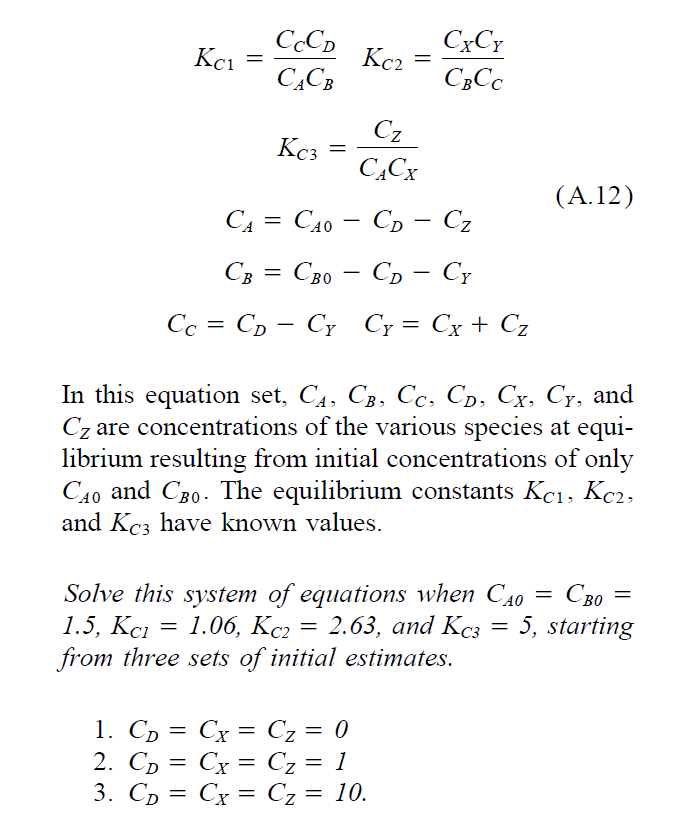 K_{C1} = \frac{C_C C_D}{C_A C_B} K_{C2} = \frac{C_X C_Y}{C_B C_C}
K_{C3} = \frac{C_Z}{C_A C_X}
(A.12)
C_A = C_{A0} − C_D − C_Z
C_B = C_{B0} − C_D − C_Y
C_C = C_D − C_Y C_Y = C_X + C_Z
In this equation set, C_A, C_B, C_C, C_D, C_X, C_Y, and
C_Z are concentrations of the various species at equi-
librium resulting from initial concentrations of only
C_{A0} and C_{B0}. The equilibrium constants K_{C1}, K_{C2},
and K_{C3} have known values.
Solve this system of equations when C_{A0} = C_{B0} =
1.5, K_{C1} = 1.06, K_{C2} = 2.63, and K_{C3} = 5, starting
from three sets of initial estimates.
1. C_D = C_X = C_Z = 0
2. C_D = C_X = C_Z = 1
3. C_D = C_X = C_Z = 10.